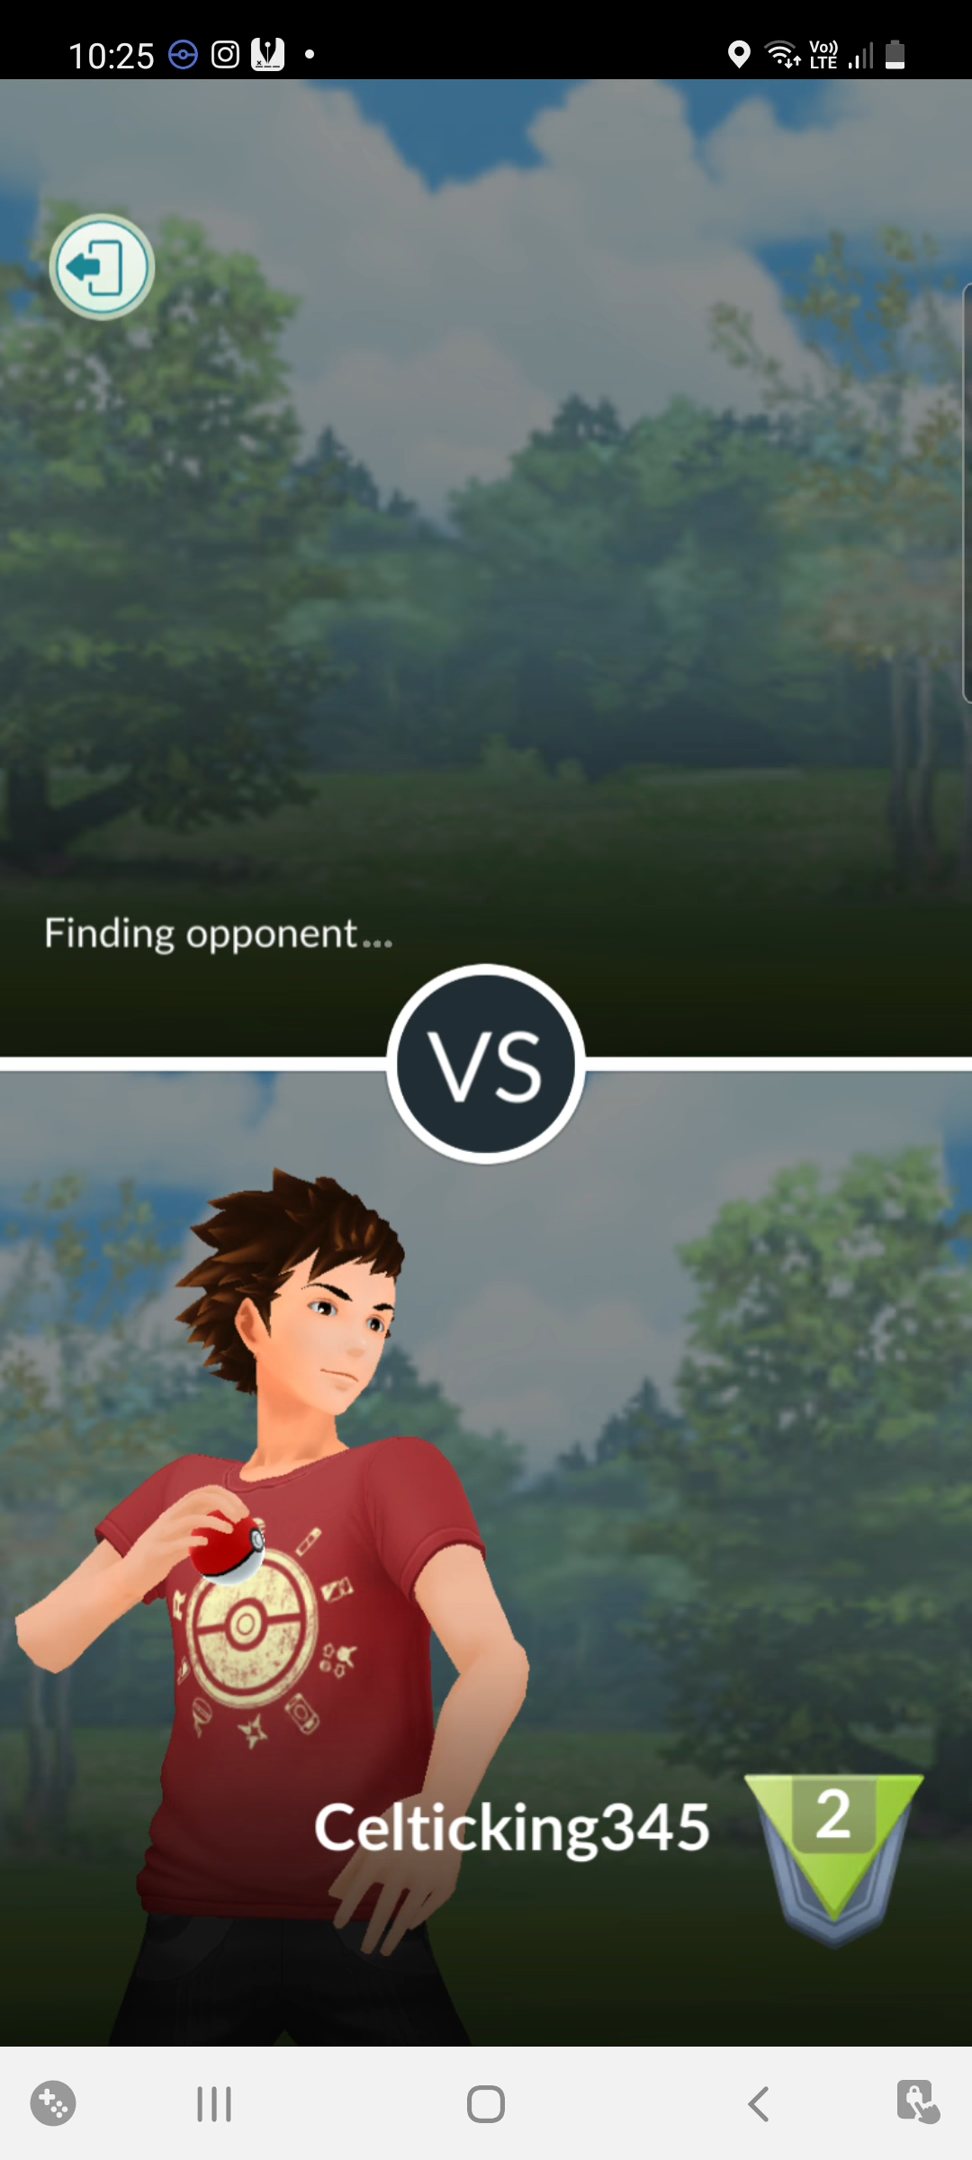 10:25
Vo)) LTE
Finding opponent...
VS
R
Celticking345
2